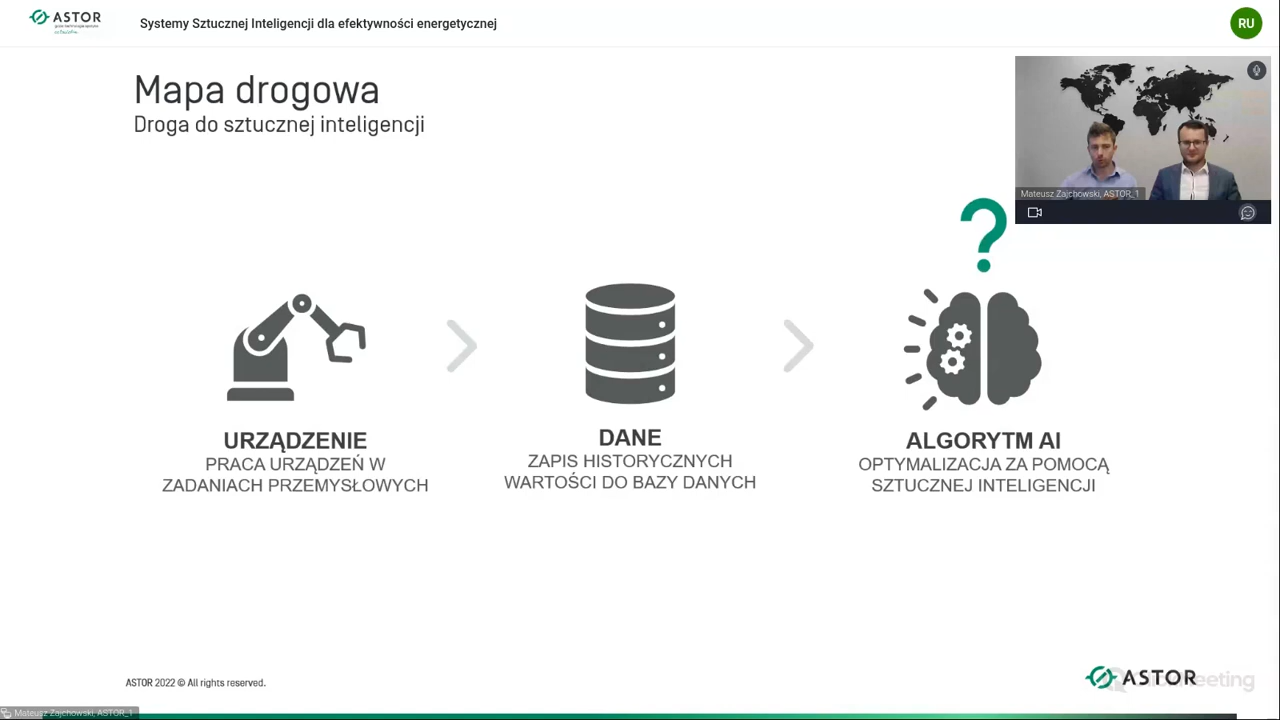 ASTOR
Systemy Sztucznej Inteligencji dla efektywności energetycznej
RU
Mapa drogowa
Droga do sztucznej inteligencji
Mateusz Zajchowski, ASTOR_1
?
URZĄDZENIE
PRACA URZĄDZEŃ W
ZADANIACH PRZEMYSŁOWYCH
DANE
ZAPIS HISTORYCZNYCH
WARTOŚCI DO BAZY DANYCH
ALGORYTM AI
OPTYMALIZACJA ZA POMOCĄ
SZTUCZNEJ INTELIGENCJI
ASTOR 2022 © All rights reserved.
ASTOR
Mateusz Zajchowski, ASTOR_1